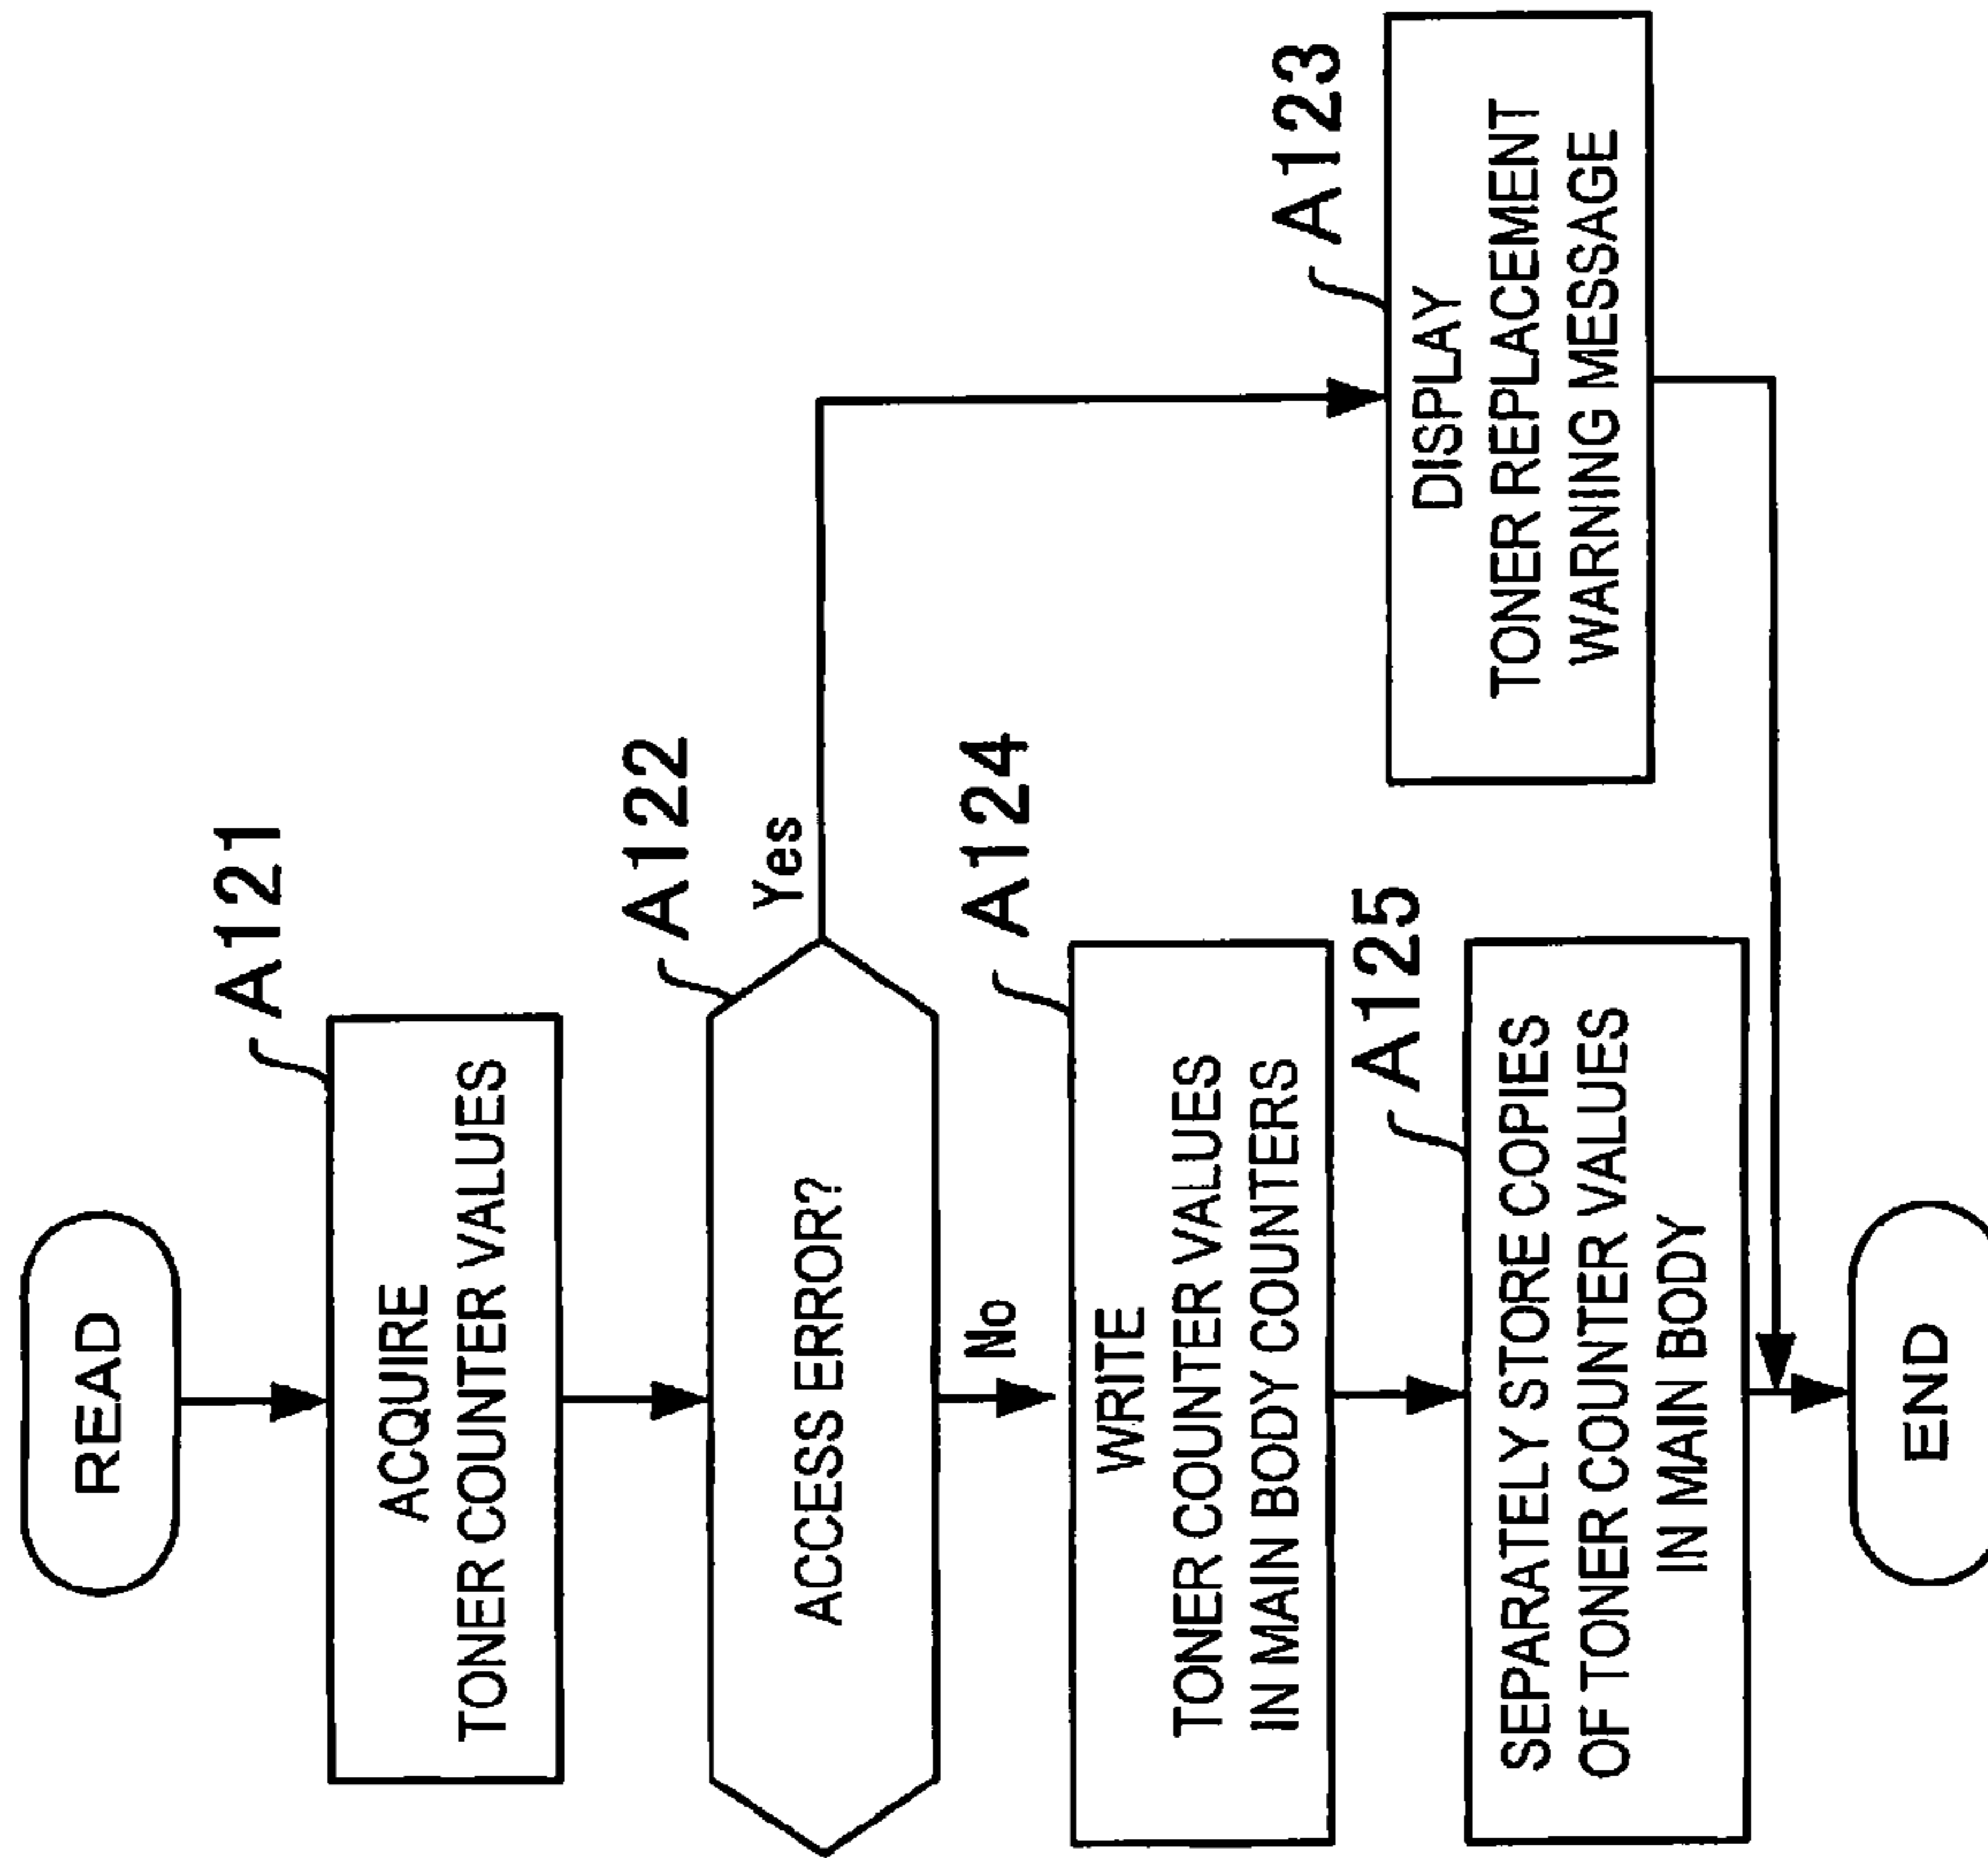 READ
A121
ACQUIRE
TONER COUNTER VALUES
A122
ACCESS ERROR?
Yes
No
A123
DISPLAY
TONER REPLACEMENT
WARNING MESSAGE
A124
WRITE
TONER COUNTER VALUES
IN MAIN BODY COUNTERS
A125
SEPARATELY STORE COPIES
OF TONER COUNTER VALUES
IN MAIN BODY
END